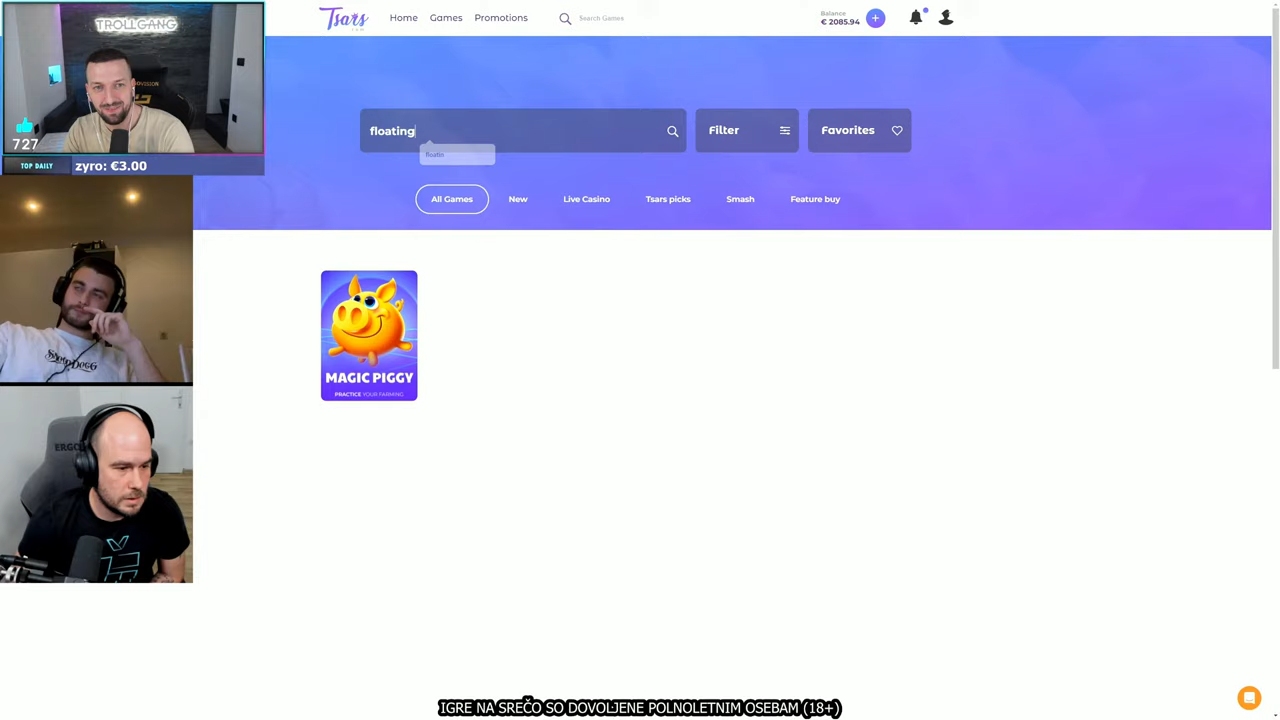 TROLLGANG
727
TOP DAILY
zyro: €3.00
Tsars
Home
Games
Promotions
Search Games
Balance
€ 2085.94
floating
floatin
Filter
Favorites
All Games
New
Live Casino
Tsars picks
Smash
Feature buy
MAGIC PIGGY
PRACTICE YOUR FARMING
IGRE NA SREČO SO DOVOLJENE POLNOLETNIM OSEBAM (18+)